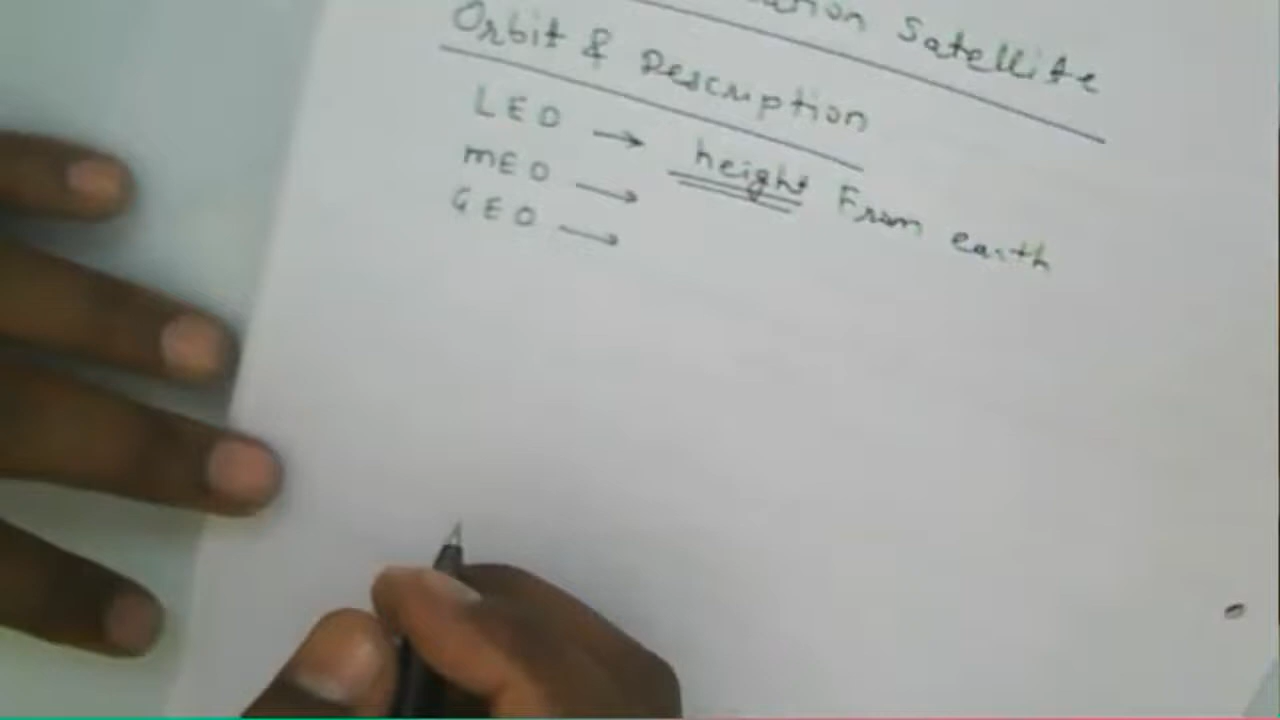 Satellite
Orbit & Description
LEO → height From earth
MEO →
GEO →